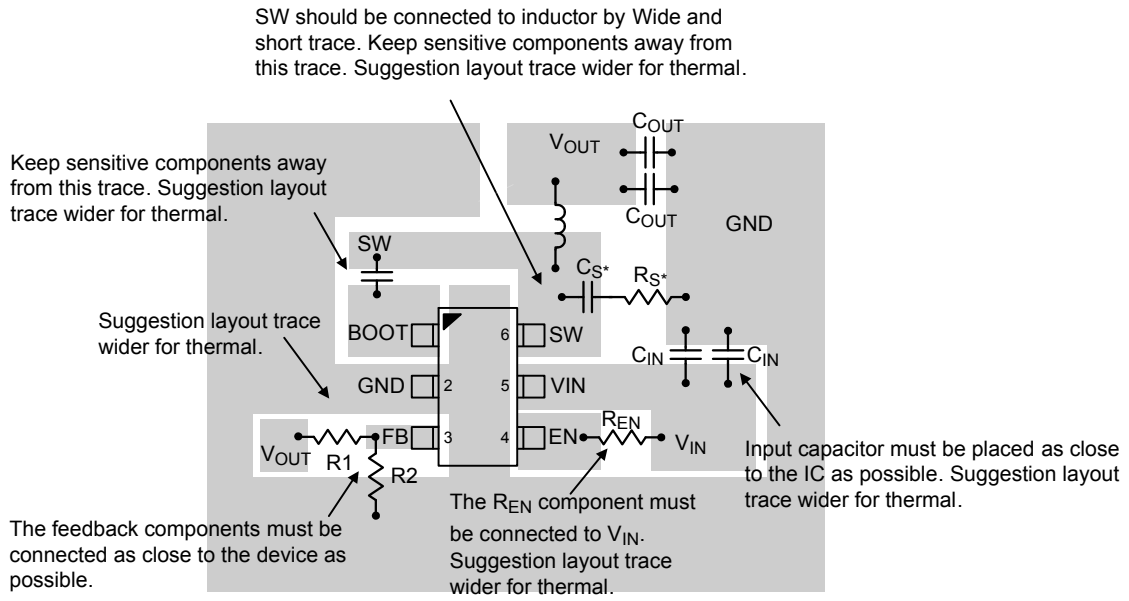 SW should be connected to inductor by Wide and
short trace. Keep sensitive components away from
this trace. Suggestion layout trace wider for thermal.
COUT
VOUT
Keep sensitive components away
from this trace. Suggestion layout
trace wider for thermal.
COUT
GND
SW
CS*
RS*
Suggestion layout trace
wider for thermal.
BOOT
6
SW
CIN
CIN
GND
2
5
VIN
REN
FB
3
4
EN
VIN
VOUT
R1
R2
Input capacitor must be placed as close
to the IC as possible. Suggestion layout
trace wider for thermal.
The REN component must
be connected to VIN.
Suggestion layout trace
wider for thermal.
The feedback components must be
connected as close to the device as
possible.